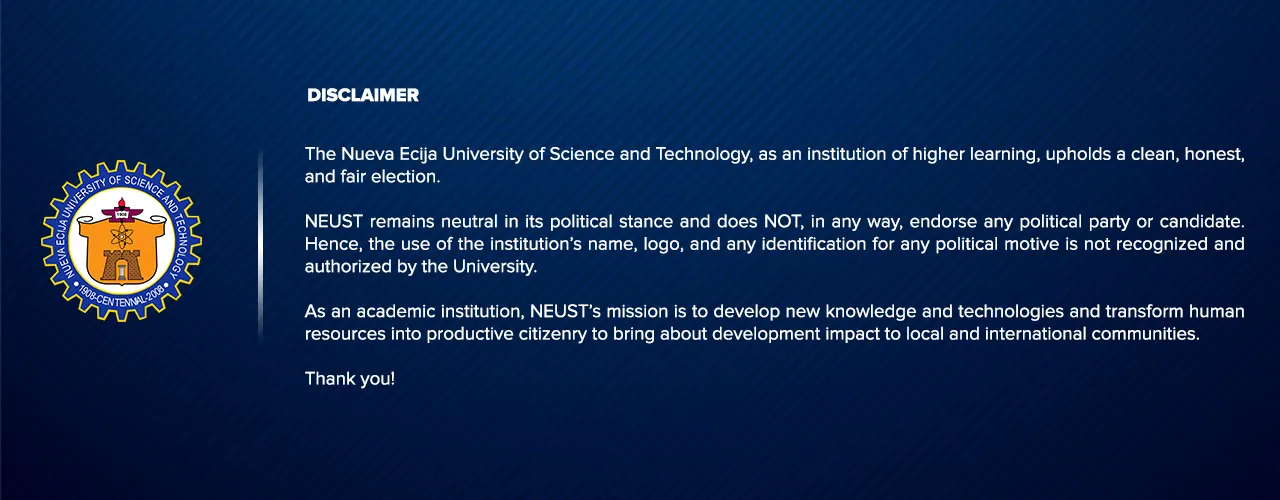 DISCLAIMER
The Nueva Ecija University of Science and Technology, as an institution of higher learning, upholds a clean, honest,
and fair election.
NEUST remains neutral in its political stance and does NOT, in any way, endorse any political party or candidate.
Hence, the use of the institution’s name, logo, and any identification for any political motive is not recognized and
authorized by the University.
As an academic institution, NEUST’s mission is to develop new knowledge and technologies and transform human
resources into productive citizenry to bring about development impact to local and international communities.
Thank you!
NUEVA ECIJA UNIVERSITY OF SCIENCE AND TECHNOLOGY
1908
1908-CENTENNIAL-2008